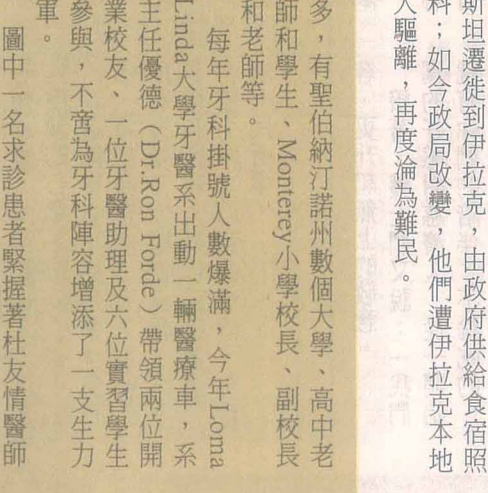 斯坦遷徙到伊拉克，由政府供給食宿照
料；如今政局改變，他們遭伊拉克本地
人驅離，再度淪為難民。
多，有聖伯納汀諾州數個大學、高中老
師和學生、Monterey小學校長、副校長
和老師等。
每年牙科掛號人數爆滿，今年Loma
Linda大學牙醫系出動一輛醫療車，系
主任優德（Dr.Ron Forde）帶領兩位開
業校友、一位牙醫助理及六位實習學生
參與，不啻為牙科陣容增添了一支生力
軍。
圖中一名求診患者緊握著杜友情醫師